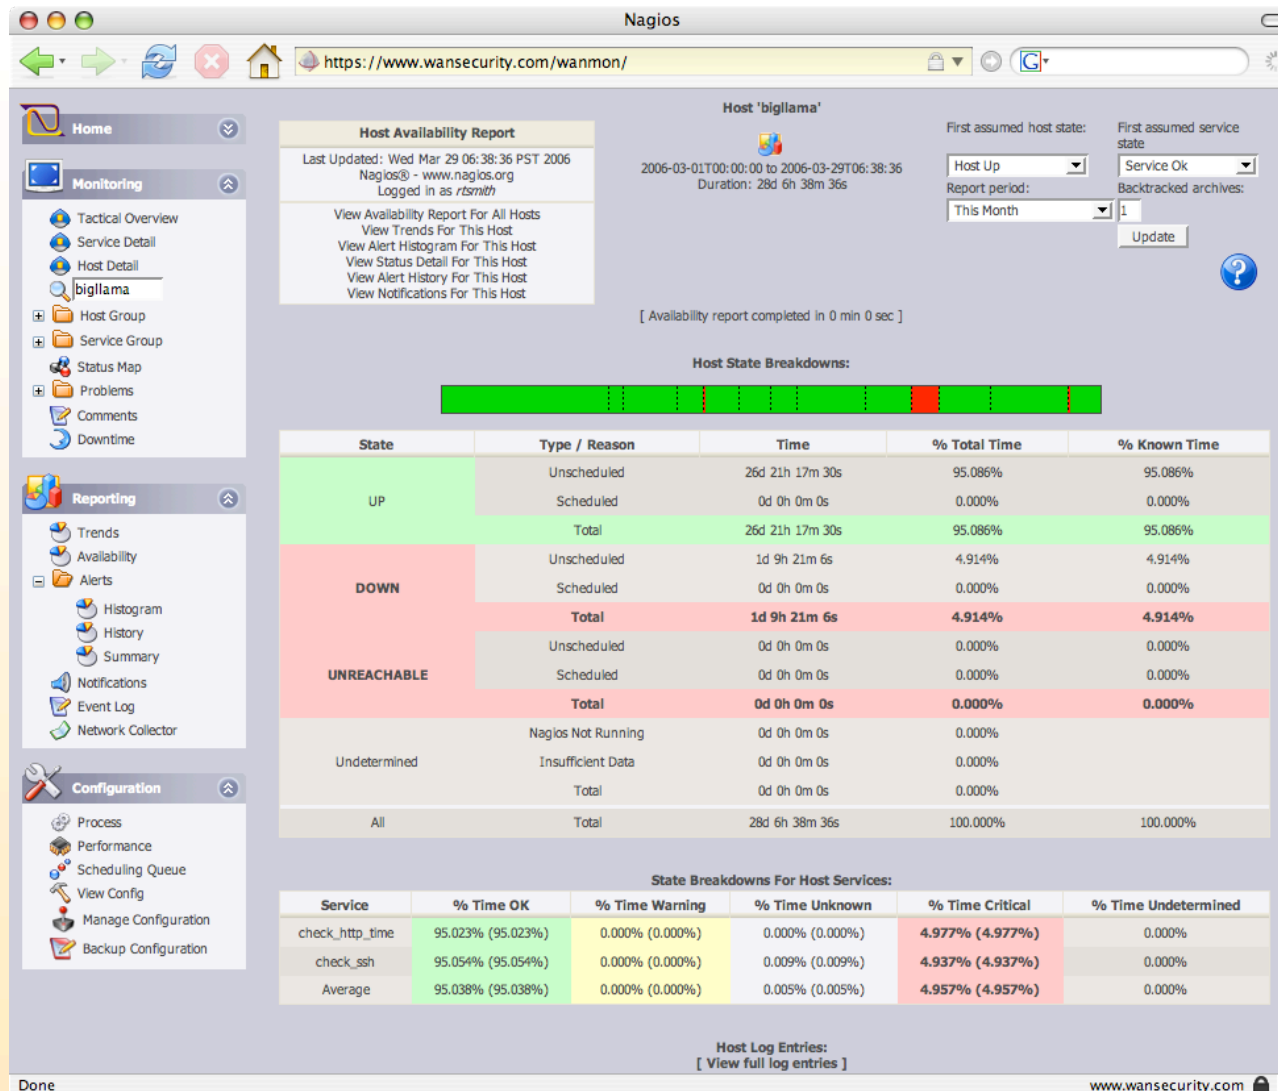 Nagios
https://www.wansecurity.com/wanmon/
G
Home
Monitoring
Tactical Overview
Service Detail
Host Detail
bigllama
Host Group
Service Group
Status Map
Problems
Comments
Downtime
Reporting
Trends
Availability
Alerts
Histogram
History
Summary
Notifications
Event Log
Network Collector
Configuration
Process
Performance
Scheduling Queue
View Config
Manage Configuration
Backup Configuration
Host Availability Report
Last Updated: Wed Mar 29 06:38:36 PST 2006
Nagios® - www.nagios.org
Logged in as rtsmith
View Availability Report For All Hosts
View Trends For This Host
View Alert Histogram For This Host
View Status Detail For This Host
View Alert History For This Host
View Notifications For This Host
Host 'bigllama'
2006-03-01T00:00:00 to 2006-03-29T06:38:36
Duration: 28d 6h 38m 36s
[ Availability report completed in 0 min 0 sec ]
First assumed host state: First assumed service state
Host Up Service Ok
Report period: Backtracked archives:
This Month 1
Update
?
Host State Breakdowns:
State Type / Reason Time % Total Time % Known Time
UP Unscheduled 26d 21h 17m 30s 95.086% 95.086%
Scheduled 0d 0h 0m 0s 0.000% 0.000%
Total 26d 21h 17m 30s 95.086% 95.086%
DOWN Unscheduled 1d 9h 21m 6s 4.914% 4.914%
Scheduled 0d 0h 0m 0s 0.000% 0.000%
Total 1d 9h 21m 6s 4.914% 4.914%
UNREACHABLE Unscheduled 0d 0h 0m 0s 0.000% 0.000%
Scheduled 0d 0h 0m 0s 0.000% 0.000%
Total 0d 0h 0m 0s 0.000% 0.000%
Undetermined Nagios Not Running 0d 0h 0m 0s 0.000%
Insufficient Data 0d 0h 0m 0s 0.000%
Total 0d 0h 0m 0s 0.000%
All Total 28d 6h 38m 36s 100.000% 100.000%
State Breakdowns For Host Services:
Service % Time OK % Time Warning % Time Unknown % Time Critical % Time Undetermined
check_http_time 95.023% (95.023%) 0.000% (0.000%) 0.000% (0.000%) 4.977% (4.977%) 0.000%
check_ssh 95.054% (95.054%) 0.000% (0.000%) 0.009% (0.009%) 4.937% (4.937%) 0.000%
Average 95.038% (95.038%) 0.000% (0.000%) 0.005% (0.005%) 4.957% (4.957%) 0.000%
Host Log Entries:
[ View full log entries ]
Done www.wansecurity.com